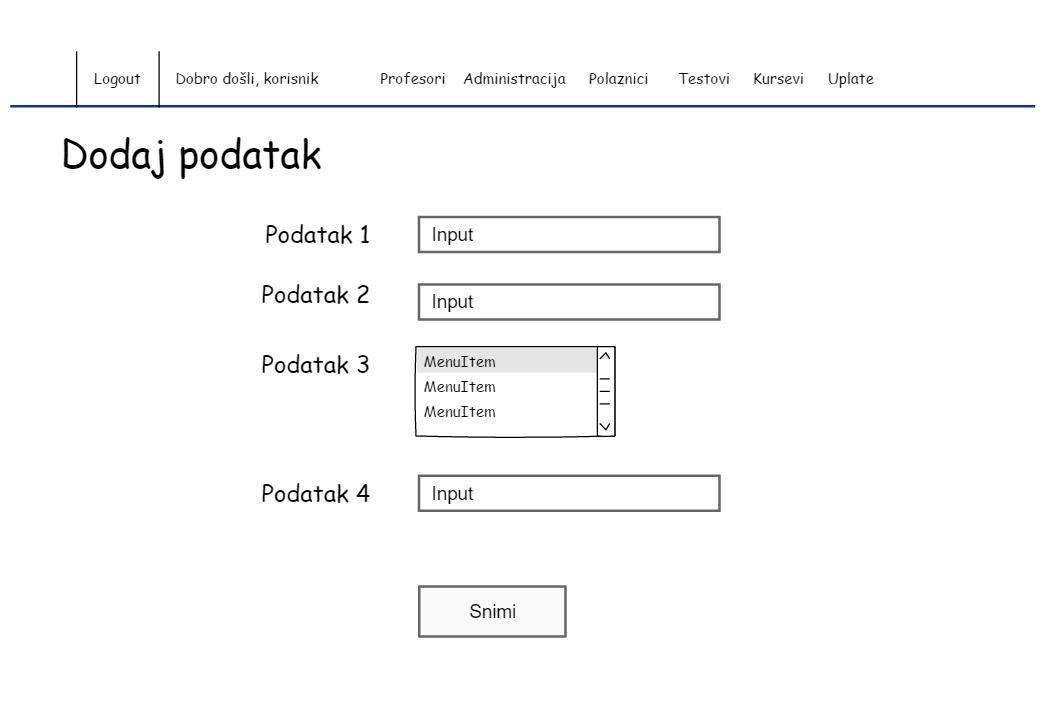 Logout Dobro došli, korisnik Profesori Administracija Polaznici Testovi Kursevi Uplate
Dodaj podatak
Podatak 1 Input
Podatak 2 Input
Podatak 3 MenuItem
MenuItem
MenuItem
Podatak 4 Input
Snimi